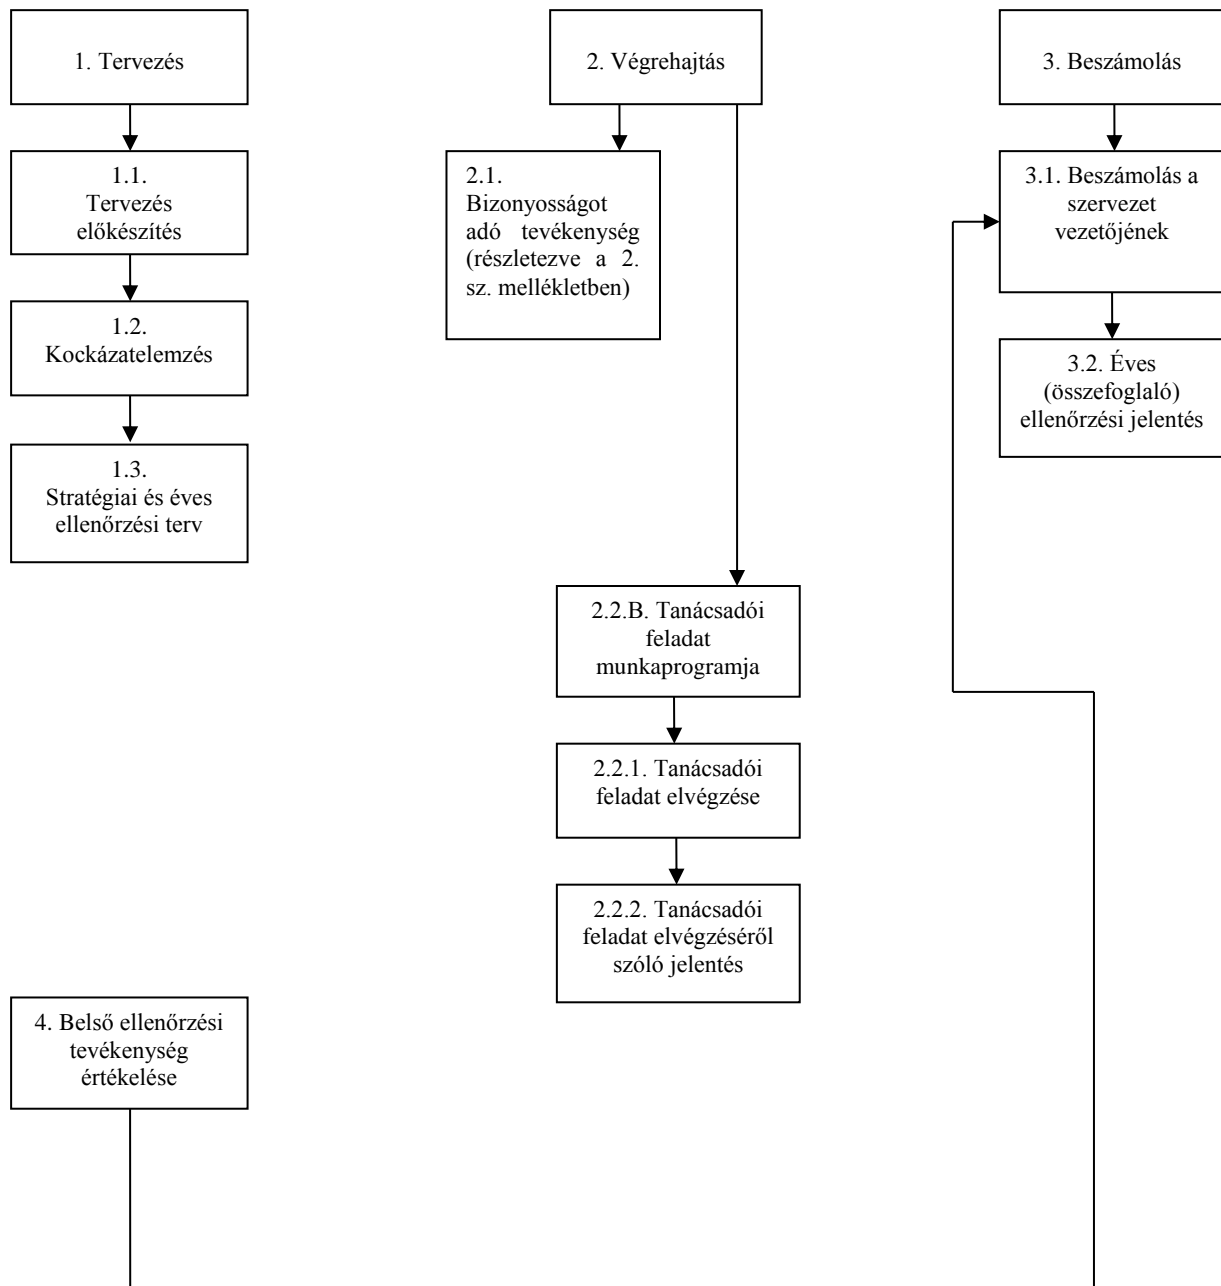 1. Tervezés
1.1.
Tervezés
előkészítés
1.2.
Kockázatelemzés
1.3.
Stratégiai és éves
ellenőrzési terv
2. Végrehajtás
2.1.
Bizonyosságot
adó tevékenység
(részletezve a 2.
sz. mellékletben)
2.2.B. Tanácsadói
feladat
munkaprogramja
2.2.1. Tanácsadói
feladat elvégzése
2.2.2. Tanácsadói
feladat elvégzéséről
szóló jelentés
3. Beszámolás
3.1. Beszámolás a
szervezet
vezetőjének
3.2. Éves
(összefoglaló)
ellenőrzési jelentés
4. Belső ellenőrzési
tevékenység
értékelése